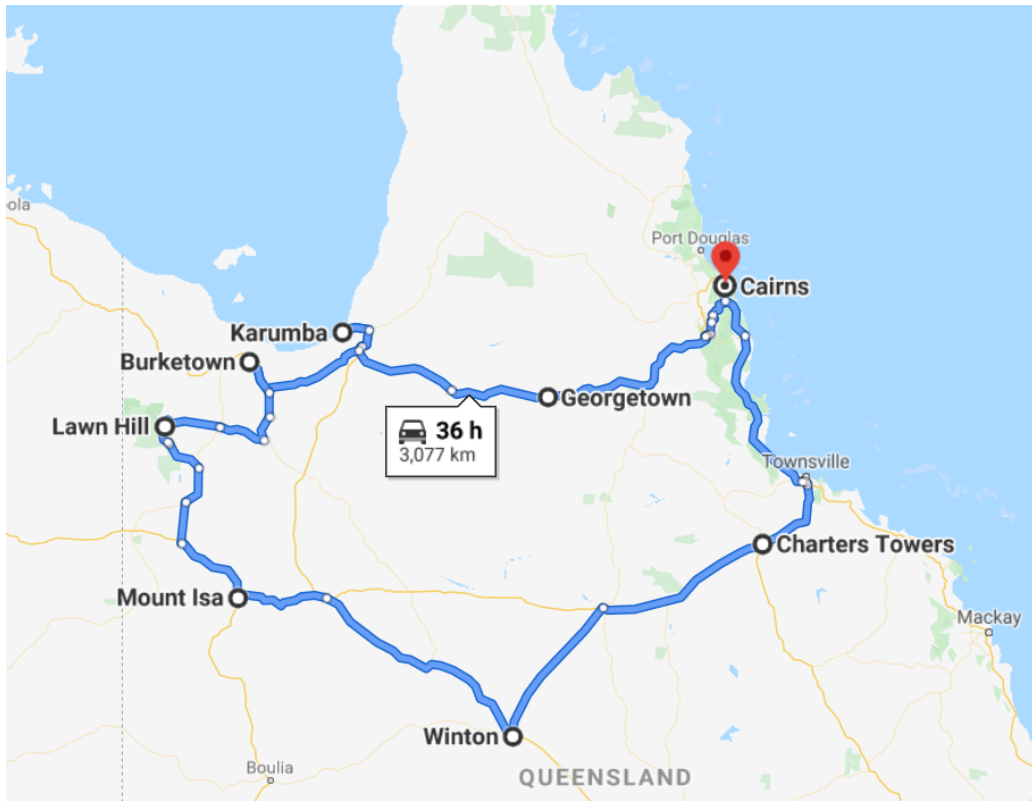 ola
Port Douglas
Cairns
Karumba
Burketown
Georgetown
Lawn Hill
36 h
3,077 km
Townsville
Charters Towers
Mount Isa
Mackay
Winton
Boulia
QUEENSLAND